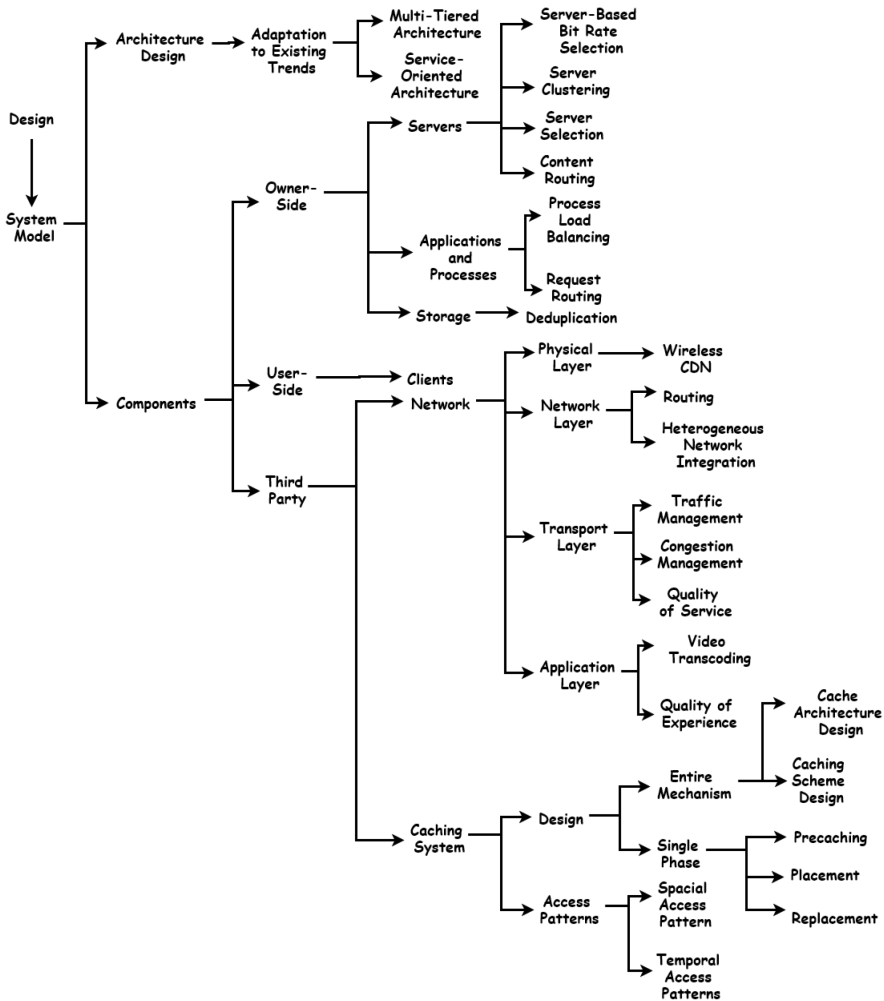 Design
System
Model
Architecture
Design
Adaptation
to Existing
Trends
Multi-Tiered
Architecture
Service-
Oriented
Architecture
Components
Owner-
Side
Servers
Server-Based
Bit Rate
Selection
Server
Clustering
Server
Selection
Content
Routing
Applications
and
Processes
Process
Load
Balancing
Request
Routing
Storage
Deduplication
User-
Side
Clients
Third
Party
Network
Physical
Layer
Wireless
CDN
Network
Layer
Routing
Heterogeneous
Network
Integration
Transport
Layer
Traffic
Management
Congestion
Management
Quality
of Service
Application
Layer
Video
Transcoding
Quality of
Experience
Caching
System
Design
Entire
Mechanism
Cache
Architecture
Design
Caching
Scheme
Design
Single
Phase
Precaching
Placement
Replacement
Access
Patterns
Spacial
Access
Pattern
Temporal
Access
Patterns